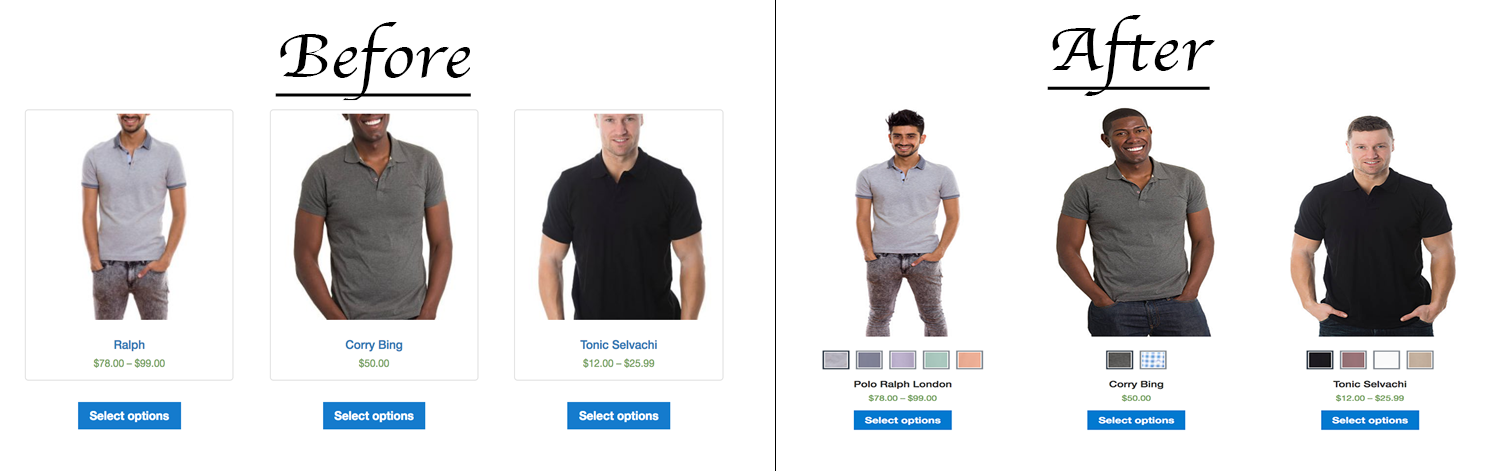 Before
Ralph
$78.00 – $99.00
Select options
Corry Bing
$50.00
Select options
Tonic Selvachi
$12.00 – $25.99
Select options
After
Polo Ralph London
$78.00 – $99.00
Select options
Corry Bing
$50.00
Select options
Tonic Selvachi
$12.00 – $25.99
Select options